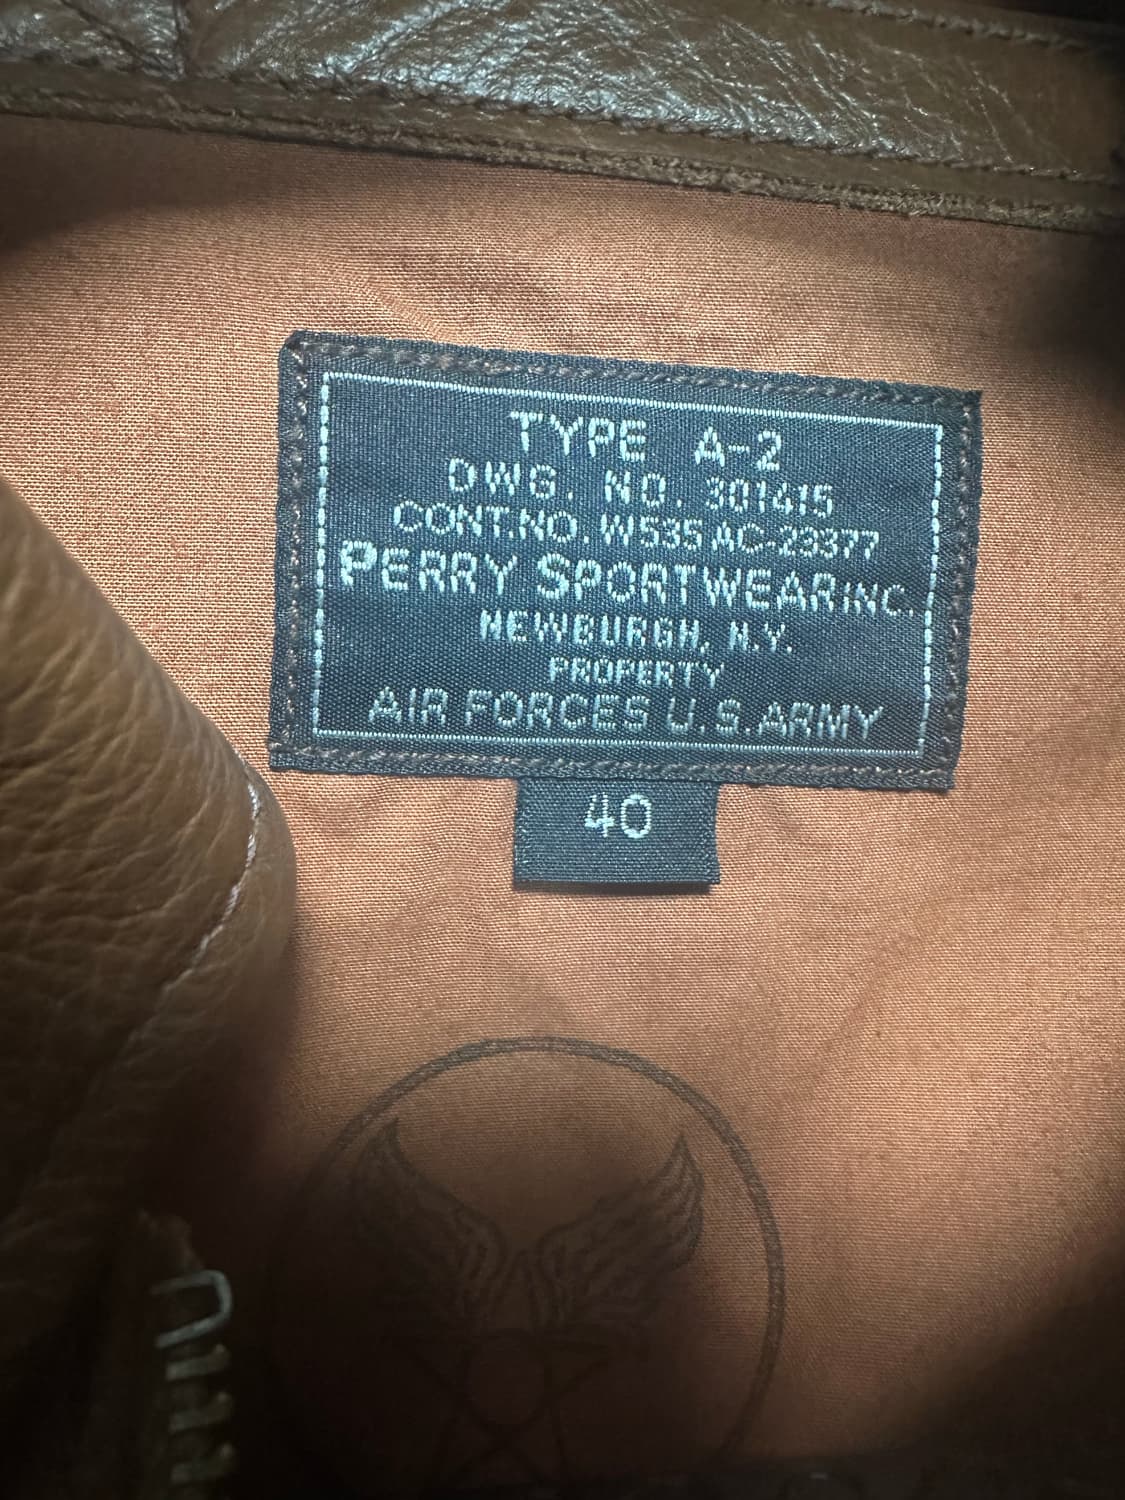 TYPE A-2
DWG. NO. 301415
CONT.NO. W535 AC-23377
PERRY SPORTWEAR INC.
NEWBURGH, N.Y.
PROPERTY
AIR FORCES U.S. ARMY
40